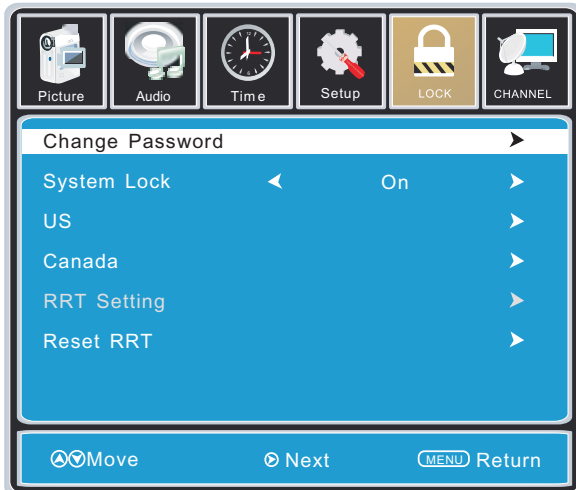 Picture Audio Time Setup LOCK CHANNEL
Change Password
System Lock On
US
Canada
RRT Setting
Reset RRT
Move Next MENU Return